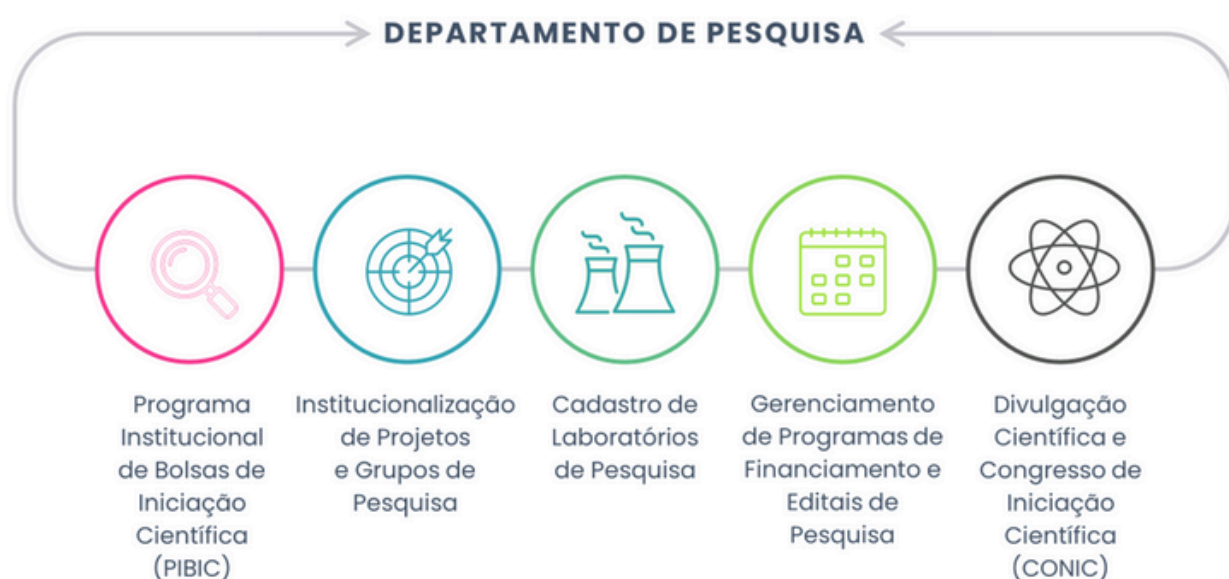 DEPARTAMENTO DE PESQUISA
Programa
Institucional
de Bolsas de
Iniciação
Científica
(PIBIC)
Institucionalização
de Projetos
e Grupos de
Pesquisa
Cadastro de
Laboratórios
de Pesquisa
Gerenciamento
de Programas de
Financiamento e
Editais de
Pesquisa
Divulgação
Científica e
Congresso de
Iniciação
Científica
(CONIC)